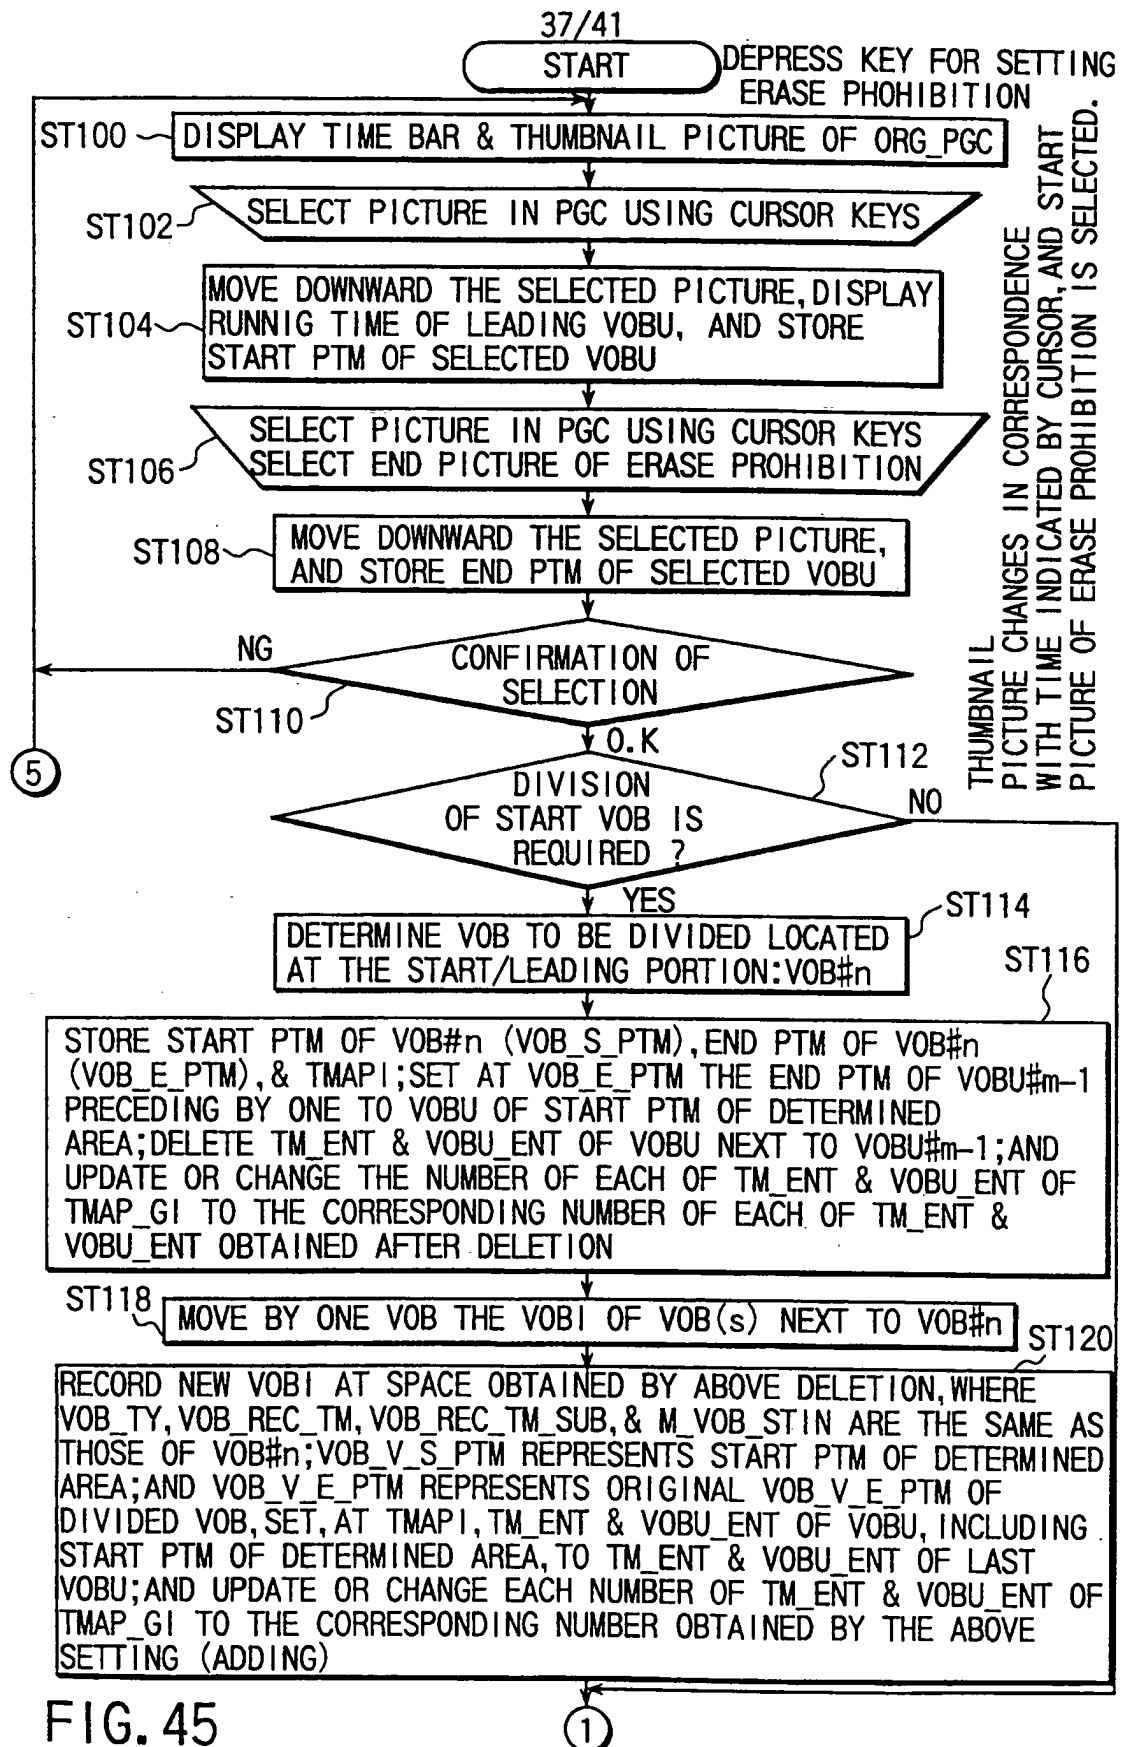 37/41
START
DEPRESS KEY FOR SETTING
ERASE PHOHIBITION
ST100
DISPLAY TIME BAR & THUMBNAIL PICTURE OF ORG_PGC
ST102
SELECT PICTURE IN PGC USING CURSOR KEYS
ST104
MOVE DOWNWARD THE SELECTED PICTURE, DISPLAY
RUNNIG TIME OF LEADING VOBU, AND STORE
START PTM OF SELECTED VOBU
ST106
SELECT PICTURE IN PGC USING CURSOR KEYS
SELECT END PICTURE OF ERASE PROHIBITION
ST108
MOVE DOWNWARD THE SELECTED PICTURE,
AND STORE END PTM OF SELECTED VOBU
THUMBNAIL
PICTURE CHANGES IN CORRESPONDENCE
WITH TIME INDICATED BY CURSOR, AND START
PICTURE OF ERASE PROHIBITION IS SELECTED.
NG
CONFIRMATION OF
SELECTION
ST110
O.K
5
ST112
DIVISION
OF START VOB IS
REQUIRED ?
NO
YES
ST114
DETERMINE VOB TO BE DIVIDED LOCATED
AT THE START/LEADING PORTION:VOB#n
ST116
STORE START PTM OF VOB#n (VOB_S_PTM), END PTM OF VOB#n
(VOB_E_PTM), & TMAPI;SET AT VOB_E_PTM THE END PTM OF VOBU#m-1
PRECEDING BY ONE TO VOBU OF START PTM OF DETERMINED
AREA;DELETE TM_ENT & VOBU_ENT OF VOBU NEXT TO VOBU#m-1;AND
UPDATE OR CHANGE THE NUMBER OF EACH OF TM_ENT & VOBU_ENT OF
TMAP_GI TO THE CORRESPONDING NUMBER OF EACH OF TM_ENT &
VOBU_ENT OBTAINED AFTER DELETION
ST118
MOVE BY ONE VOB THE VOBI OF VOB(s) NEXT TO VOB#n
ST120
RECORD NEW VOBI AT SPACE OBTAINED BY ABOVE DELETION, WHERE
VOB_TY, VOB_REC_TM, VOB_REC_TM_SUB, & M_VOB_STIN ARE THE SAME AS
THOSE OF VOB#n;VOB_V_S_PTM REPRESENTS START PTM OF DETERMINED
AREA;AND VOB_V_E_PTM REPRESENTS ORIGINAL VOB_V_E_PTM OF
DIVIDED VOB, SET, AT TMAPI, TM_ENT & VOBU_ENT OF VOBU, INCLUDING
START PTM OF DETERMINED AREA, TO TM_ENT & VOBU_ENT OF LAST
VOBU;AND UPDATE OR CHANGE EACH NUMBER OF TM_ENT & VOBU_ENT OF
TMAP_GI TO THE CORRESPONDING NUMBER OBTAINED BY THE ABOVE
SETTING (ADDING)
FIG. 45
1